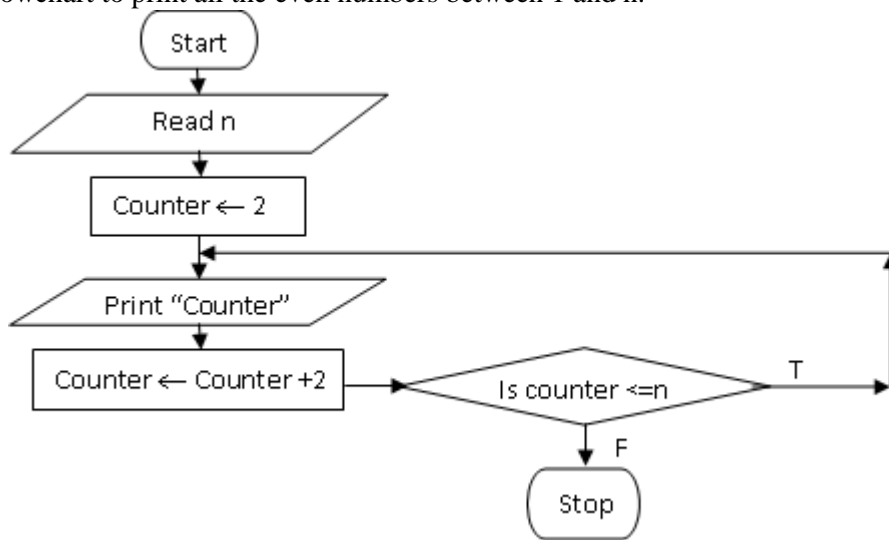 to print all the even numbers between 1 and n.
Start
Read n
Counter ← 2
Print “Counter”
Counter ← Counter +2
Is counter <=n
T
F
Stop